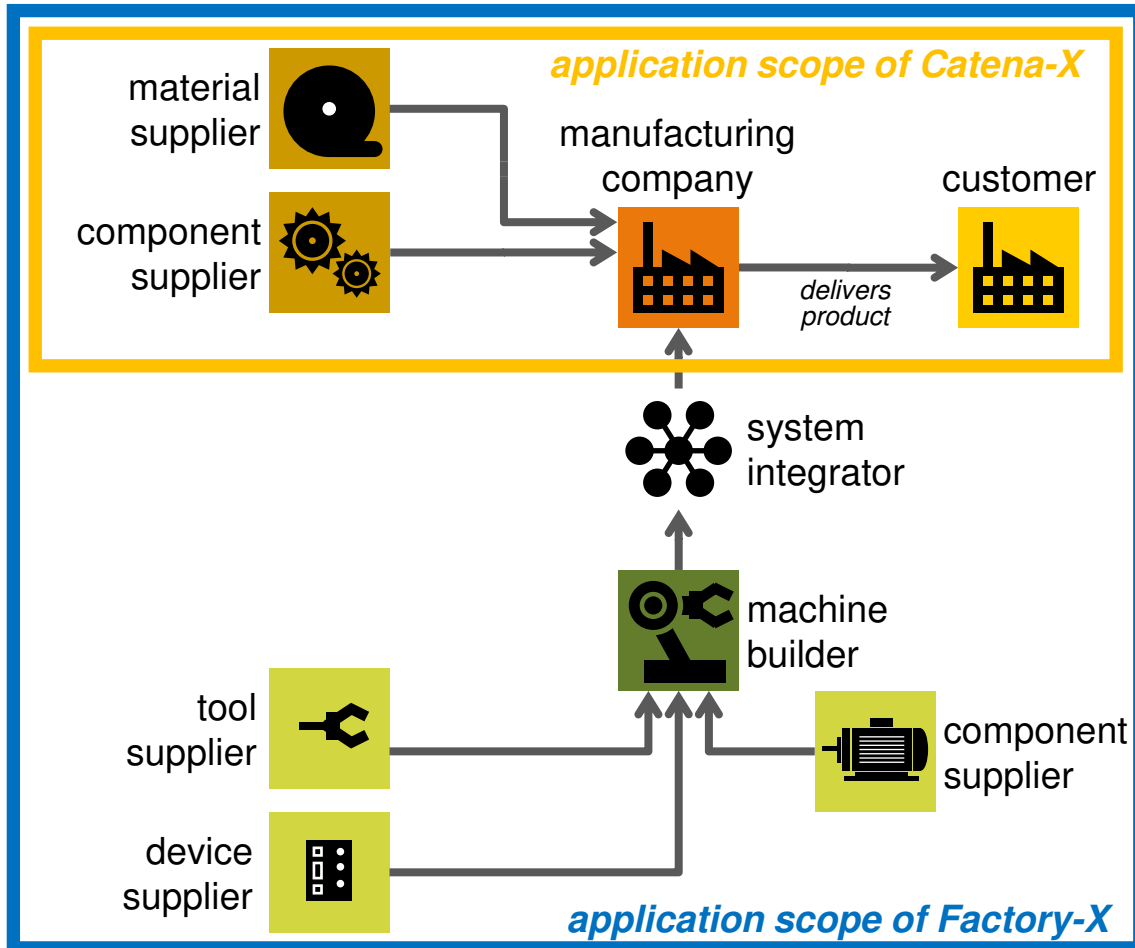 application scope of Catena-X
material
supplier
manufacturing
company
customer
component
supplier
delivers
product
system
integrator
machine
builder
tool
supplier
component
supplier
device
supplier
application scope of Factory-X